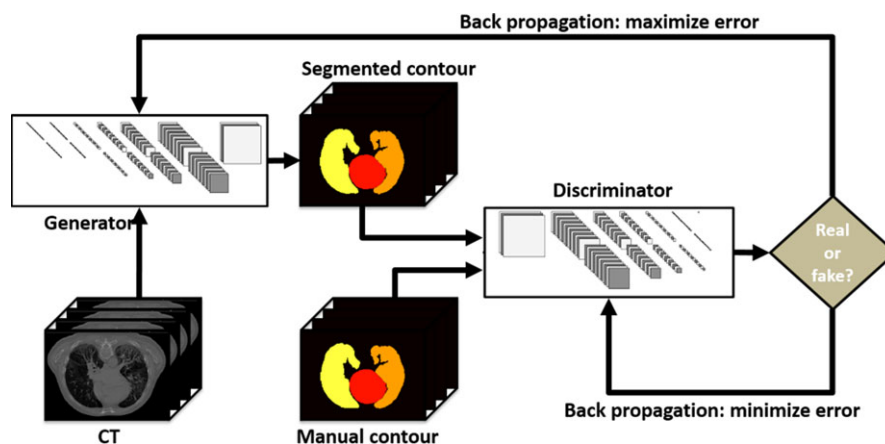 Back propagation: maximize error
Segmented contour
Generator
Discriminator
Real
or
fake?
CT
Manual contour
Back propagation: minimize error